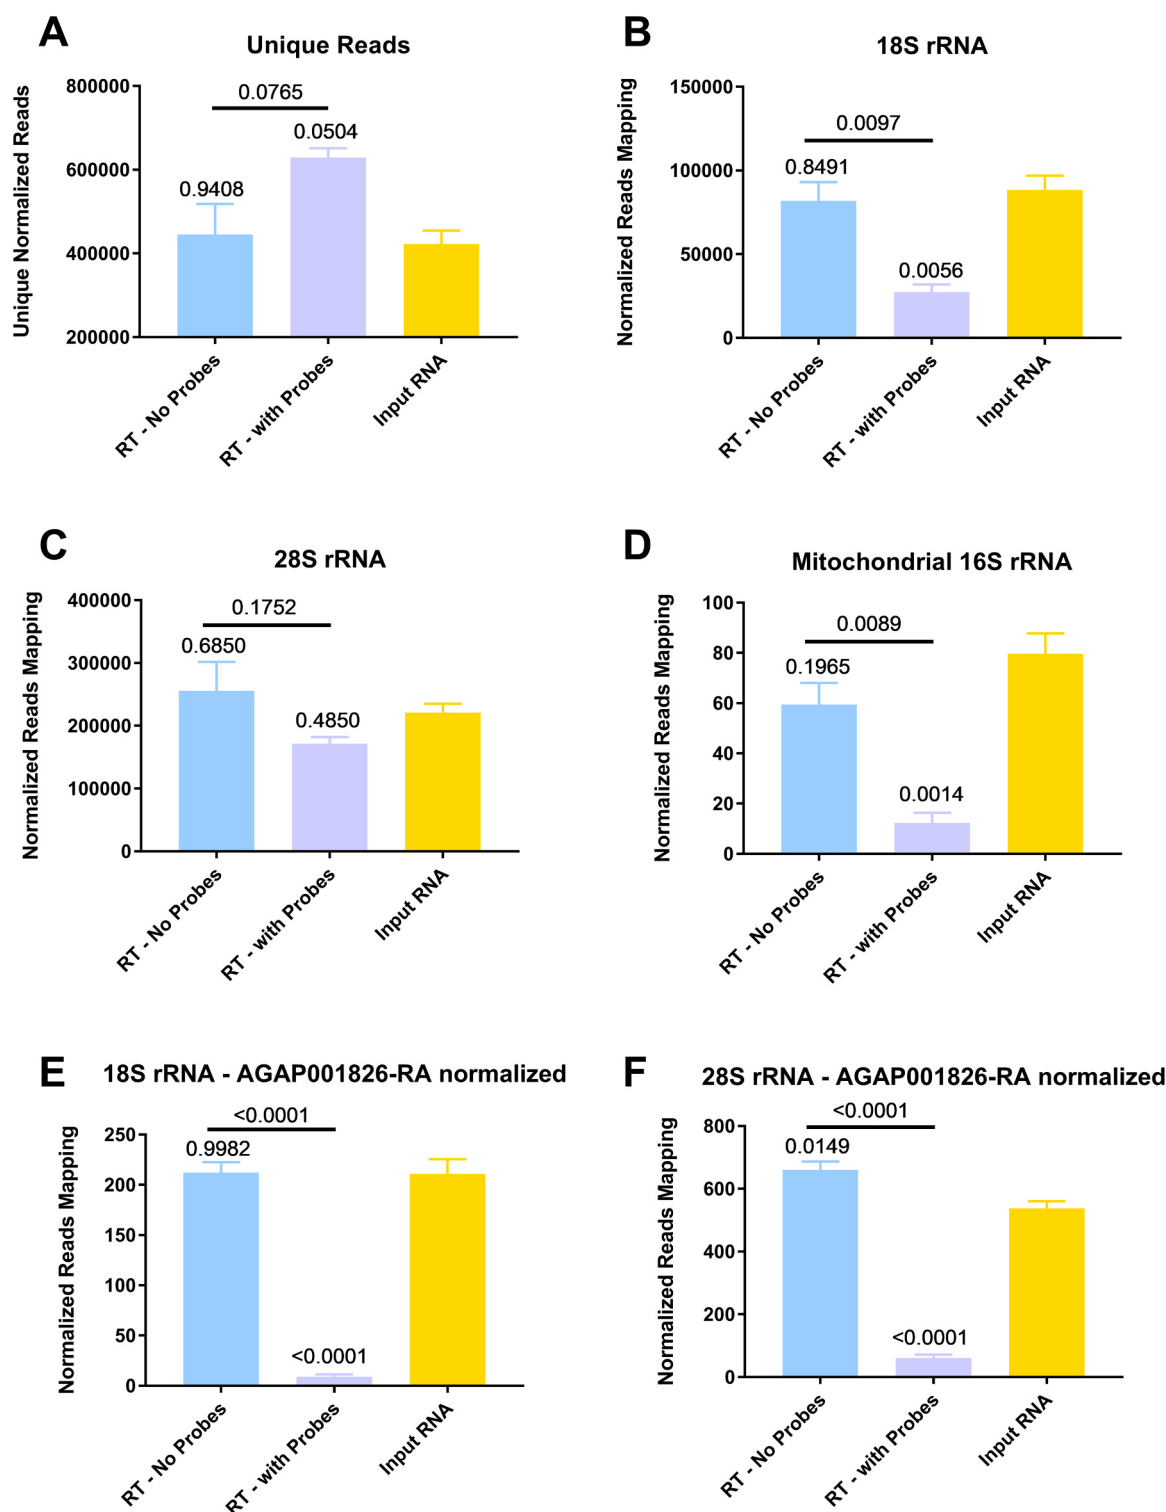 A
Unique Reads
Unique Normalized Reads
800000
600000
400000
200000
0.0765
0.9408
0.0504
RT - No Probes
RT - with Probes
Input RNA
B
18S rRNA
Normalized Reads Mapping
150000
100000
50000
0
0.0097
0.8491
0.0056
RT - No Probes
RT - with Probes
Input RNA
C
28S rRNA
Normalized Reads Mapping
400000
300000
200000
100000
0
0.1752
0.6850
0.4850
RT - No Probes
RT - with Probes
Input RNA
D
Mitochondrial 16S rRNA
Normalized Reads Mapping
100
80
60
40
20
0
0.0089
0.1965
0.0014
RT - No Probes
RT - with Probes
Input RNA
E
18S rRNA - AGAP001826-RA normalized
Normalized Reads Mapping
250
200
150
100
50
0
<0.0001
0.9982
<0.0001
RT - No Probes
RT - with Probes
Input RNA
F
28S rRNA - AGAP001826-RA normalized
Normalized Reads Mapping
800
600
400
200
0
<0.0001
0.0149
<0.0001
RT - No Probes
RT - with Probes
Input RNA